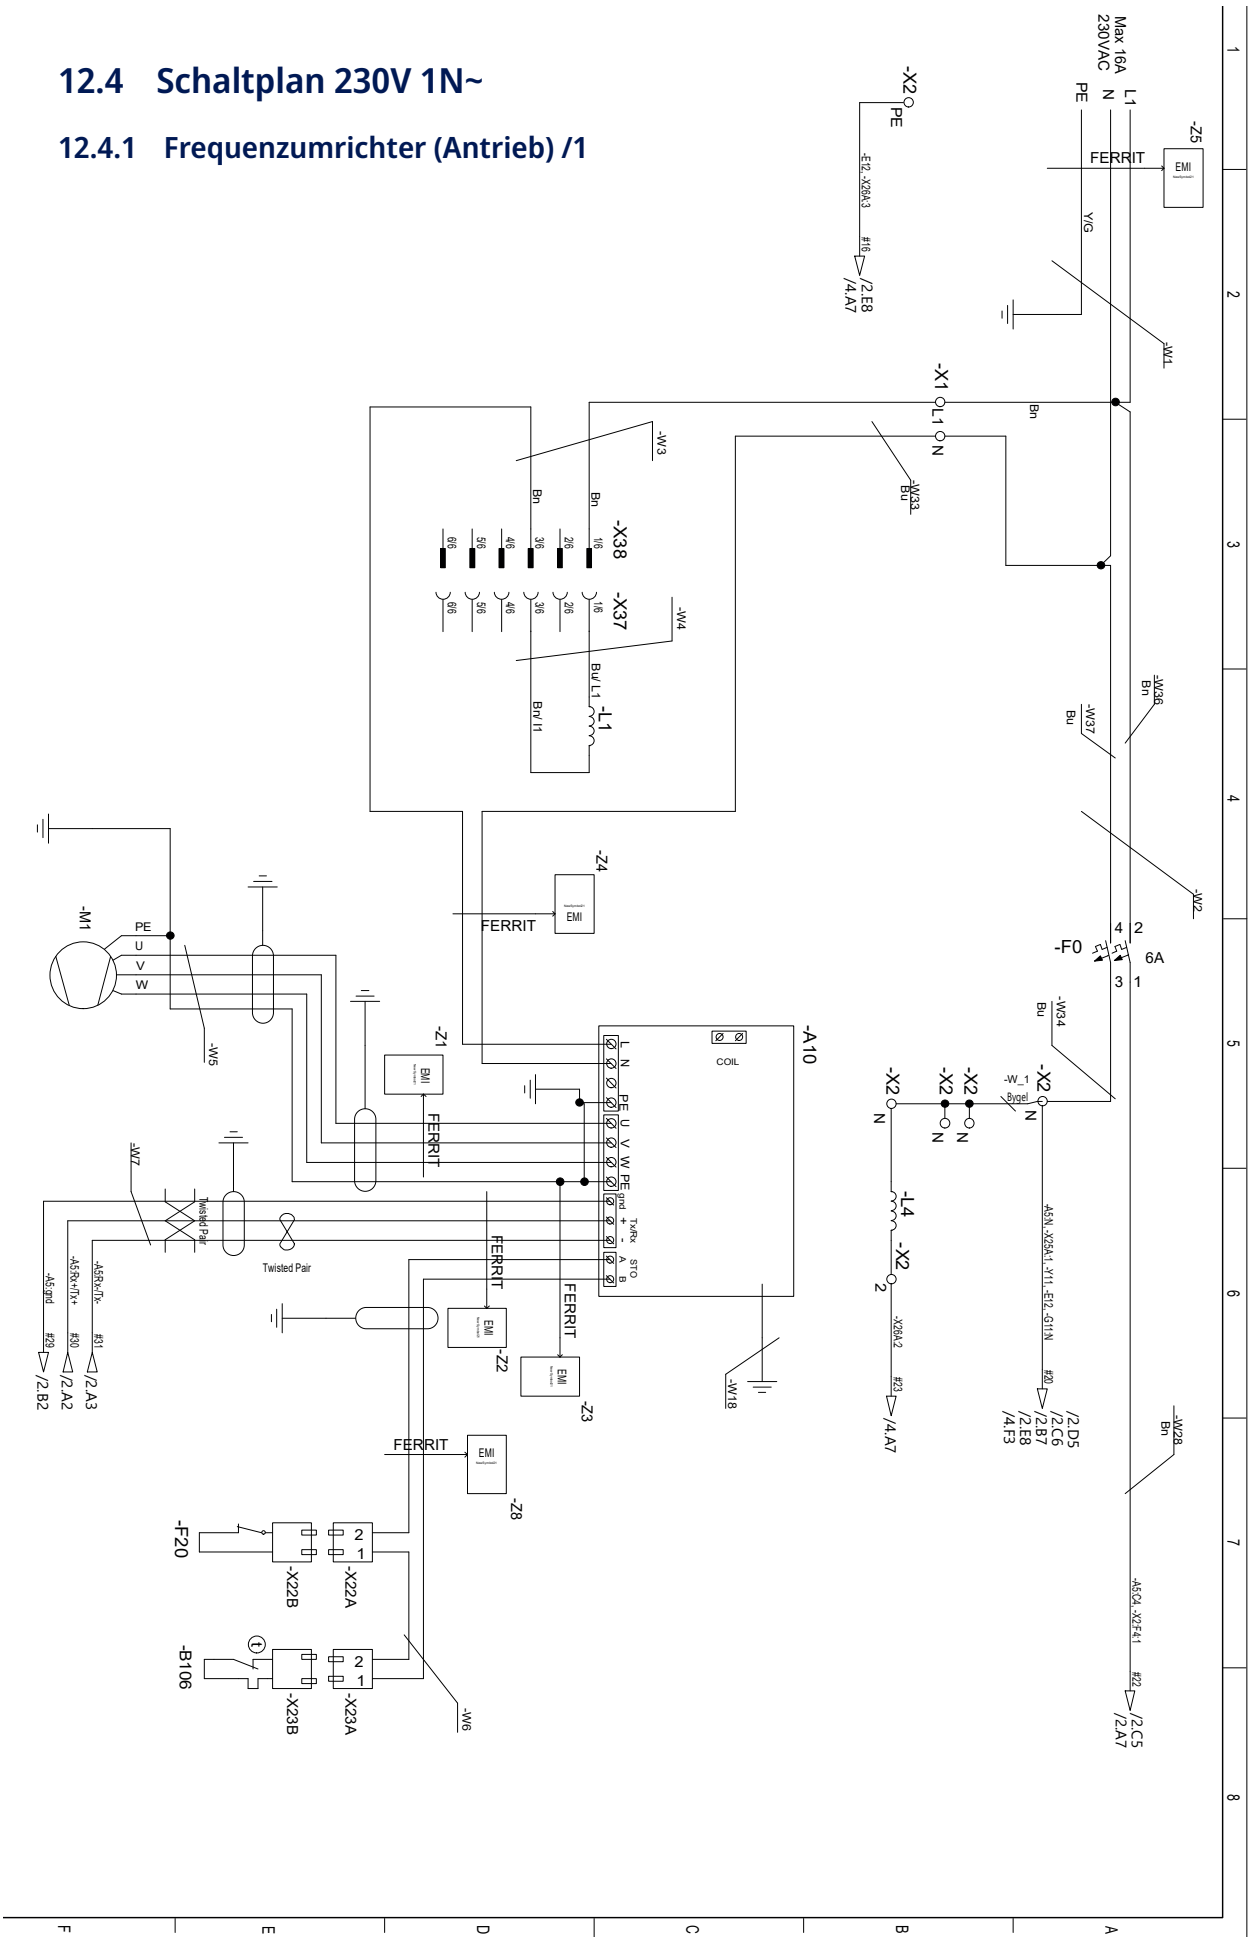 12.4 Schaltplan 230V 1N~
12.4.1 Frequenzumrichter (Antrieb) /1
1
2
3
4
5
6
7
8
A
B
C
D
E
F
Max 16A
230VAC
L1
N
PE
-Z5
EMI
FERRIT
Y/G
-W1
-X2
PE
-E12, -X26A:3
#16
/2.E8
/4.A7
-X1
L1
N
Bn
-W33
Bu
-W3
Bn
Bn
-X38
6/6
5/6
4/6
3/6
2/6
1/6
-X37
6/6
5/6
4/6
3/6
2/6
1/6
-W4
Bu/ L1
Bn/ I1
-L1
-W36
Bn
-W37
Bu
-W2
-Z4
EMI
FERRIT
-F0
4
2
6A
3
1
-M1
PE
U
V
W
-W5
-Z1
EMI
FERRIT
-A10
COIL
L
N
PE
U
V
W
PE
gnd
+
-
Tx/Rx
A
B
STO
-W34
Bu
-X2
N
-W_1
Bygel
-X2
N
-X2
N
-X2
N
-L4
-X2
2
-X26A:2
#23
/4.A7
-A5:N, -X25A:1, -Y11, -E12, -G11:N
#20
/2.D5
/2.C6
/2.B7
/2.E8
/4.F3
-W7
Twisted Pair
Twisted Pair
-A5:Rx-/Tx-
#31
/2.A3
-A5:Rx+/Tx+
#30
/2.A2
-A5:gnd
#29
/2.B2
FERRIT
EMI
-Z2
FERRIT
EMI
-Z3
-W18
FERRIT
EMI
-Z8
-W28
Bn
-A5:C4, -X2:F4:1
#22
/2.C5
/2.A7
-F20
-X22B
2
1
-X22A
-B106
t
-X23B
2
1
-X23A
-W6